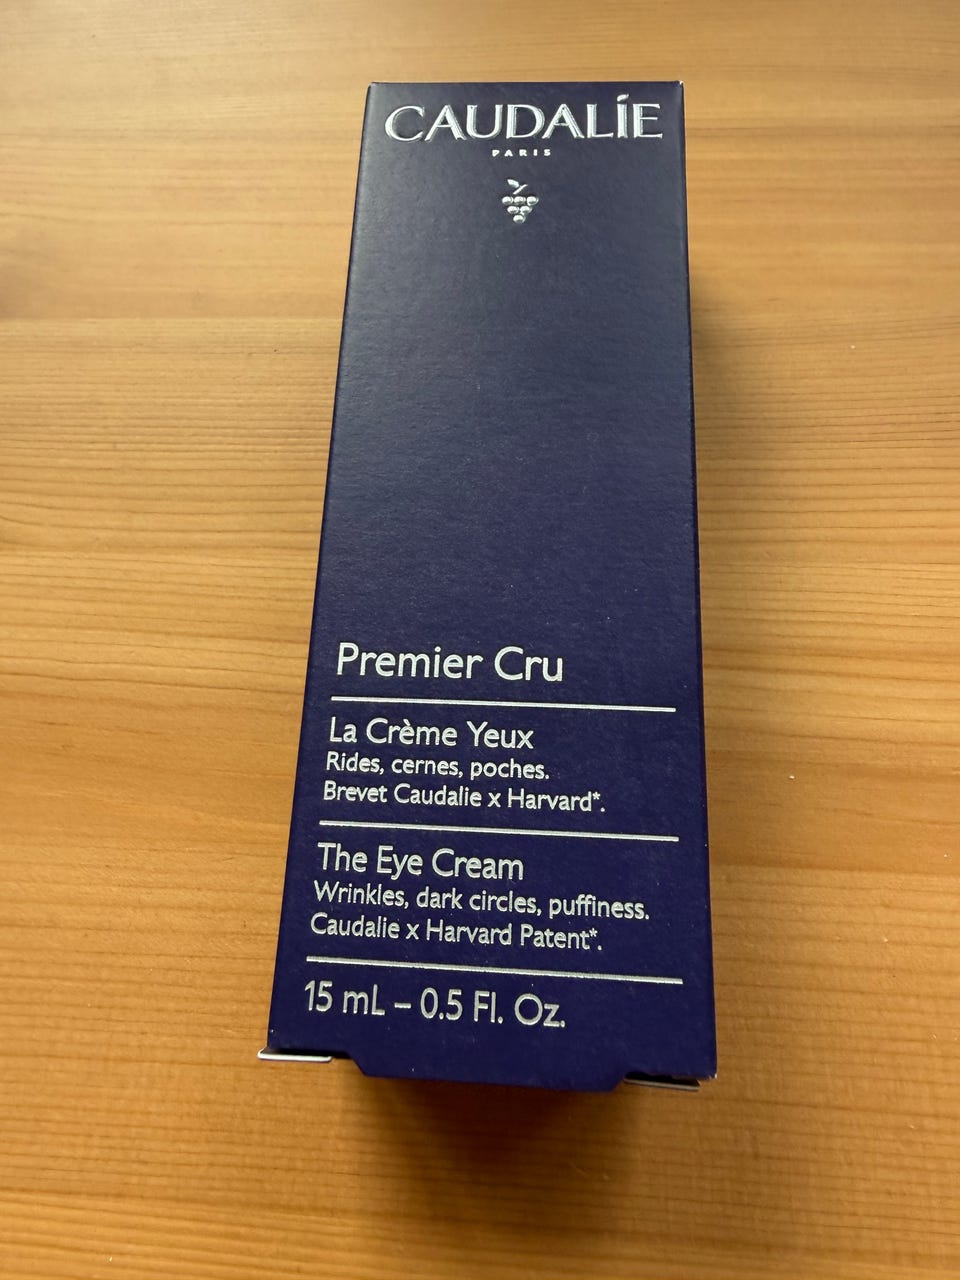 CAUDALÍE
PARIS
Premier Cru
La Crème Yeux
Rides, cernes, poches.
Brevet Caudalie x Harvard*.
The Eye Cream
Wrinkles, dark circles, puffiness.
Caudalie x Harvard Patent*.
15 mL – 0.5 Fl. Oz.